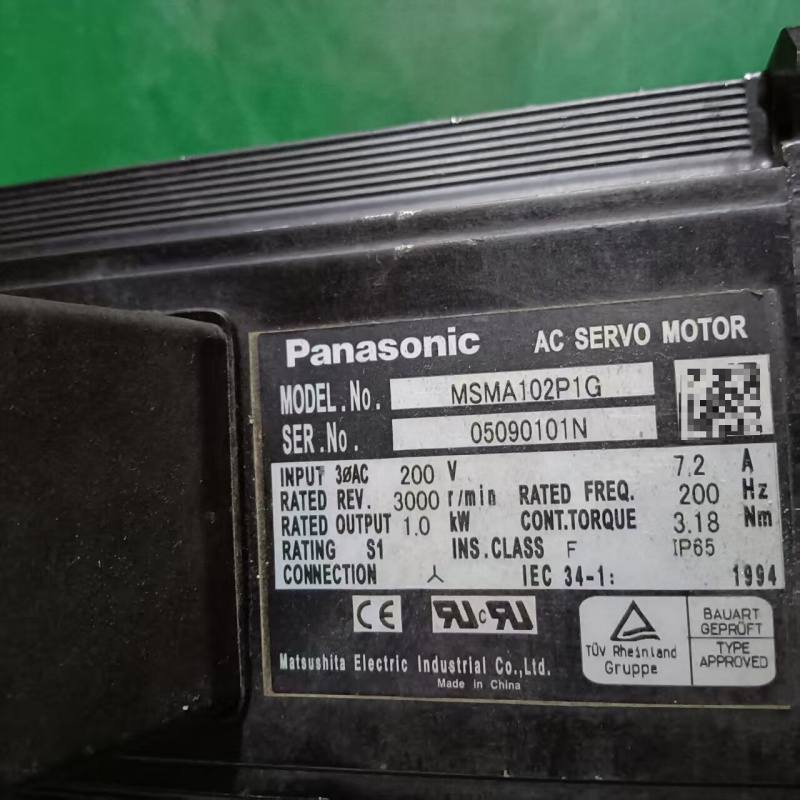 Panasonic AC SERVO MOTOR
MODEL.No. MSMA102P1G
SER.No. 05090101N
INPUT 3øAC 200 V 7.2 A
RATED REV. 3000 r/min RATED FREQ. 200 Hz
RATED OUTPUT 1.0 kW CONT.TORQUE 3.18 Nm
RATING S1 INS.CLASS F IP65
CONNECTION IEC 34-1: 1994
CE RU c RU
TÜV Rheinland
Gruppe
BAUART
GEPRÜFT
TYPE
APPROVED
Matsushita Electric Industrial Co.,Ltd.
Made in China